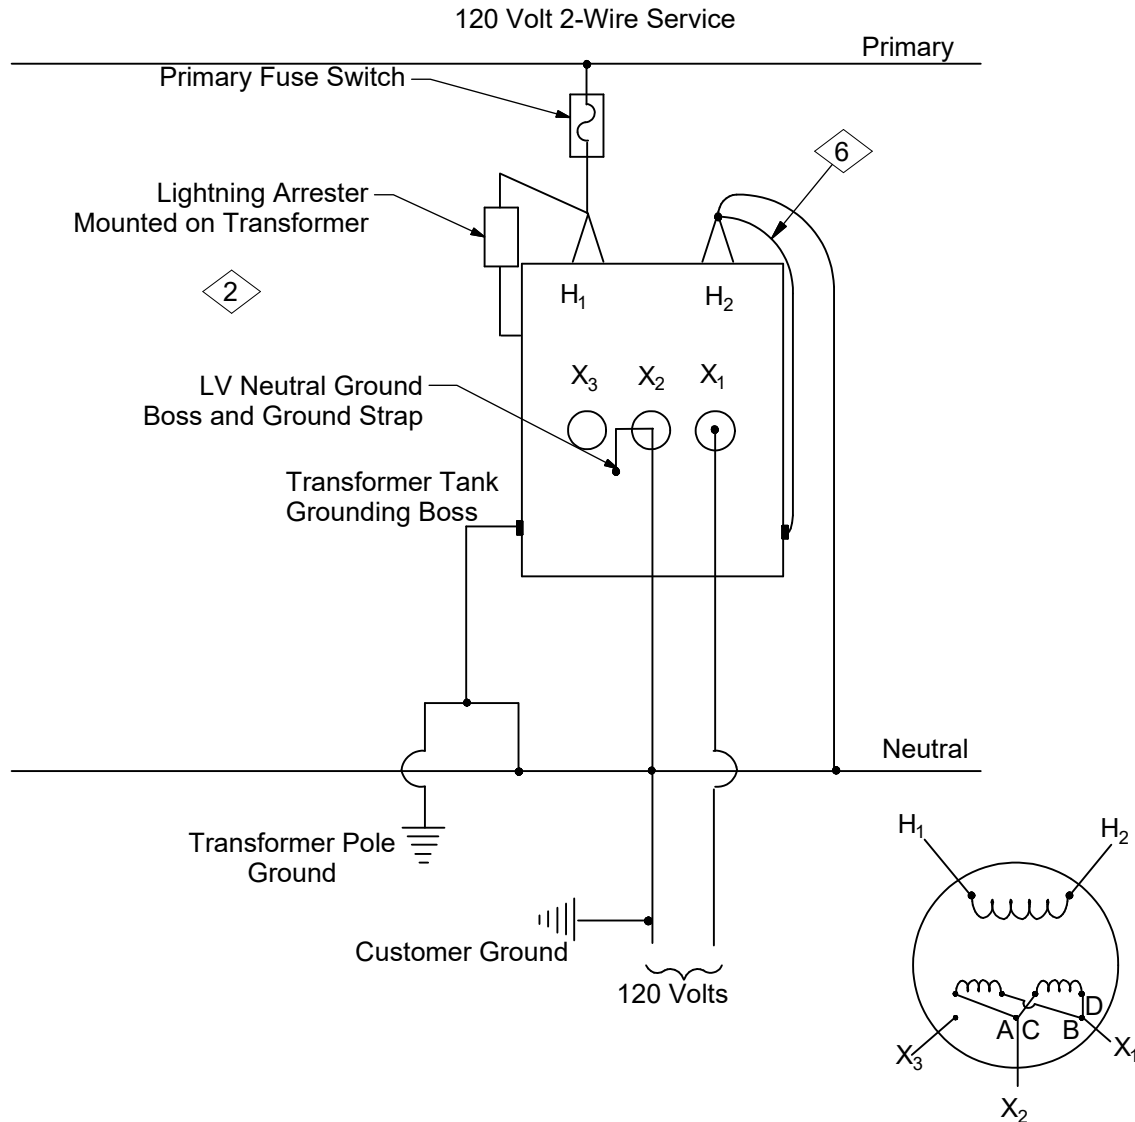 120 Volt 2-Wire Service
Primary
Primary Fuse Switch
6
Lightning Arrester
Mounted on Transformer
2
H1
H2
X3
X2
X1
LV Neutral Ground
Boss and Ground Strap
Transformer Tank
Grounding Boss
Neutral
Transformer Pole
Ground
Customer Ground
120 Volts
H1
H2
D
A
C
B
X3
X1
X2